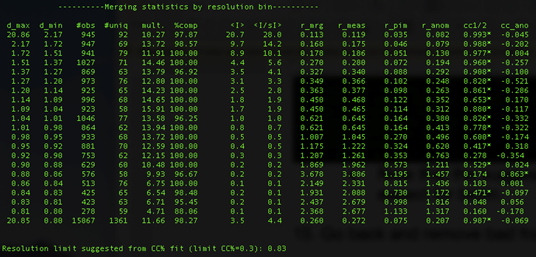 ----------Merging statistics by resolution bin----------
d_max d_min #obs #uniq mult. %comp <I> <I/sI> r_mrg r_meas r_pim r_anom cc1/2 cc_ano
20.86 2.17 945 92 10.27 97.87 20.7 28.0 0.113 0.119 0.035 0.082 0.993* -0.045
2.17 1.72 947 69 13.72 98.57 9.7 14.2 0.168 0.175 0.046 0.079 0.988* -0.202
1.72 1.51 941 79 11.91 100.00 8.9 10.1 0.178 0.186 0.051 0.130 0.977* 0.004
1.51 1.37 1027 71 14.46 100.00 4.4 5.6 0.270 0.280 0.072 0.194 0.960* -0.257
1.37 1.27 869 63 13.79 96.92 3.5 4.1 0.327 0.340 0.088 0.292 0.908* -0.100
1.27 1.20 973 76 12.80 100.00 3.1 3.3 0.349 0.366 0.102 0.248 0.828* -0.521
1.20 1.14 925 65 14.23 100.00 2.5 2.8 0.363 0.377 0.098 0.263 0.861* -0.286
1.14 1.09 996 68 14.65 100.00 1.8 1.9 0.450 0.468 0.122 0.352 0.653* 0.170
1.09 1.04 923 58 15.91 100.00 1.7 1.9 0.450 0.465 0.114 0.312 0.880* -0.117
1.04 1.01 1046 77 13.58 96.25 1.0 1.0 0.621 0.645 0.164 0.380 0.826* -0.332
1.01 0.98 864 62 13.94 100.00 0.8 0.7 0.621 0.645 0.164 0.413 0.778* -0.322
0.98 0.95 933 68 13.72 100.00 0.5 0.5 1.007 1.045 0.270 0.496 0.680* -0.174
0.95 0.92 881 70 12.59 100.00 0.4 0.4 1.175 1.222 0.324 0.620 0.417* 0.318
0.92 0.90 753 62 12.15 100.00 0.3 0.3 1.207 1.261 0.353 0.763 0.278 -0.354
0.90 0.88 629 60 10.48 100.00 0.2 0.2 1.869 1.962 0.573 1.211 0.529* 0.024
0.88 0.86 576 58 9.93 96.67 0.2 0.2 3.678 3.886 1.195 1.457 0.174 0.063*
0.86 0.84 513 76 6.75 100.00 0.2 0.1 2.149 2.331 0.815 1.436 0.103 0.001
0.84 0.83 425 65 6.54 98.48 0.2 0.1 1.931 2.088 0.730 1.172 0.471* -0.097
0.83 0.81 423 63 6.71 95.45 0.2 0.1 2.437 2.679 0.998 1.816 0.048 0.056
0.81 0.80 278 59 4.71 88.06 0.2 0.1 2.368 2.677 1.133 1.317 0.160 -0.178
20.85 0.80 15867 1361 11.66 98.27 3.5 4.4 0.260 0.272 0.075 0.207 0.987* -0.069
Resolution limit suggested from CC½ fit (limit CC½=0.3): 0.83